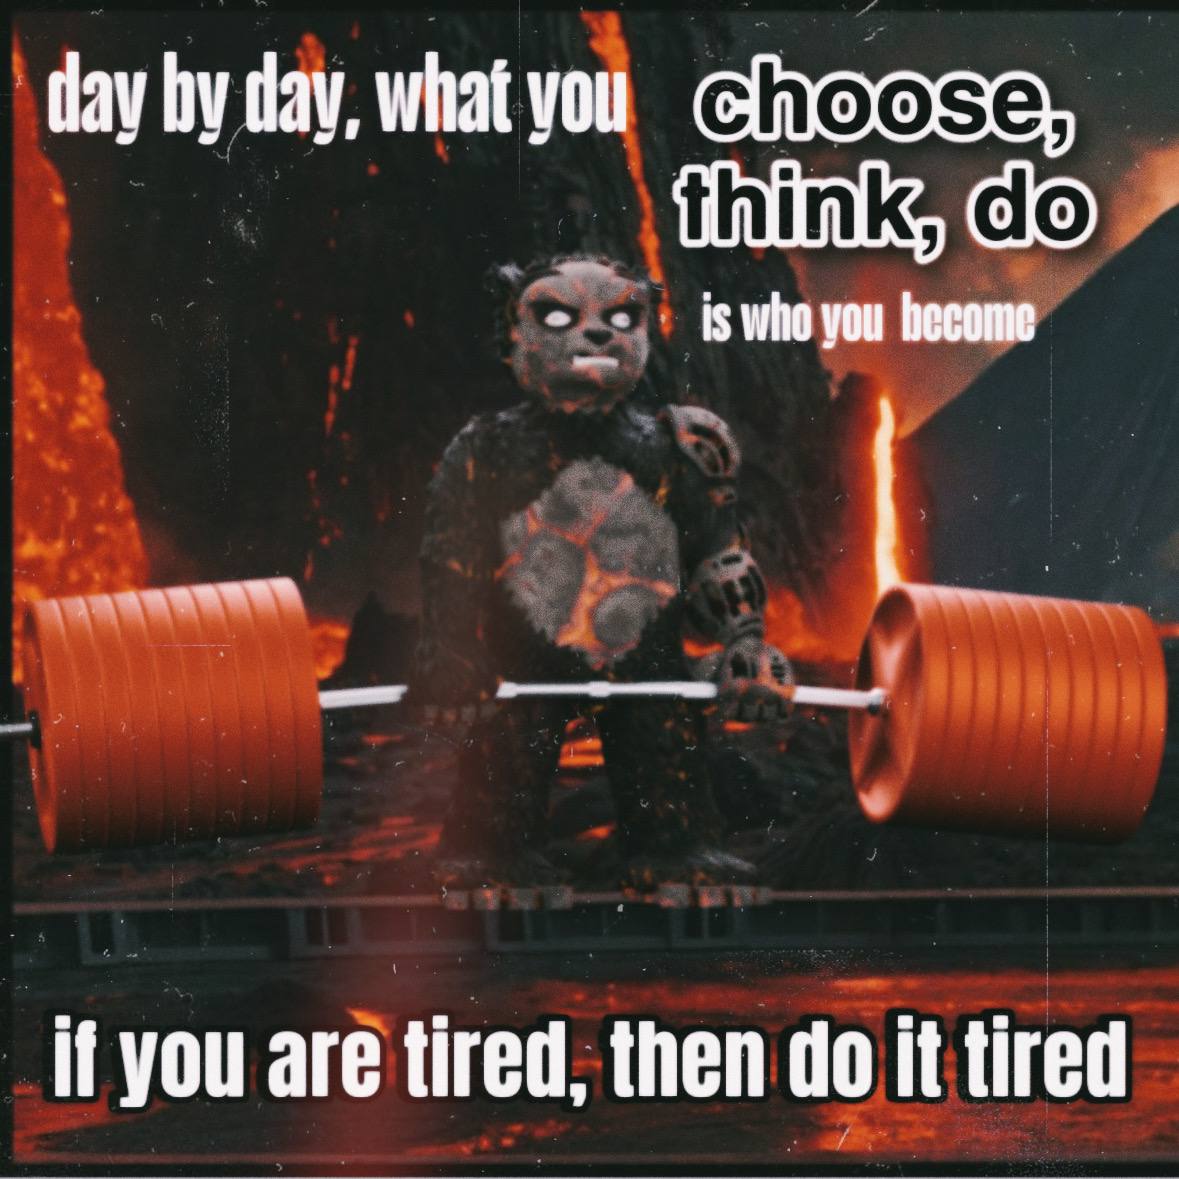 day by day, what you
choose,
think, do
is who you become
if you are tired, then do it tired